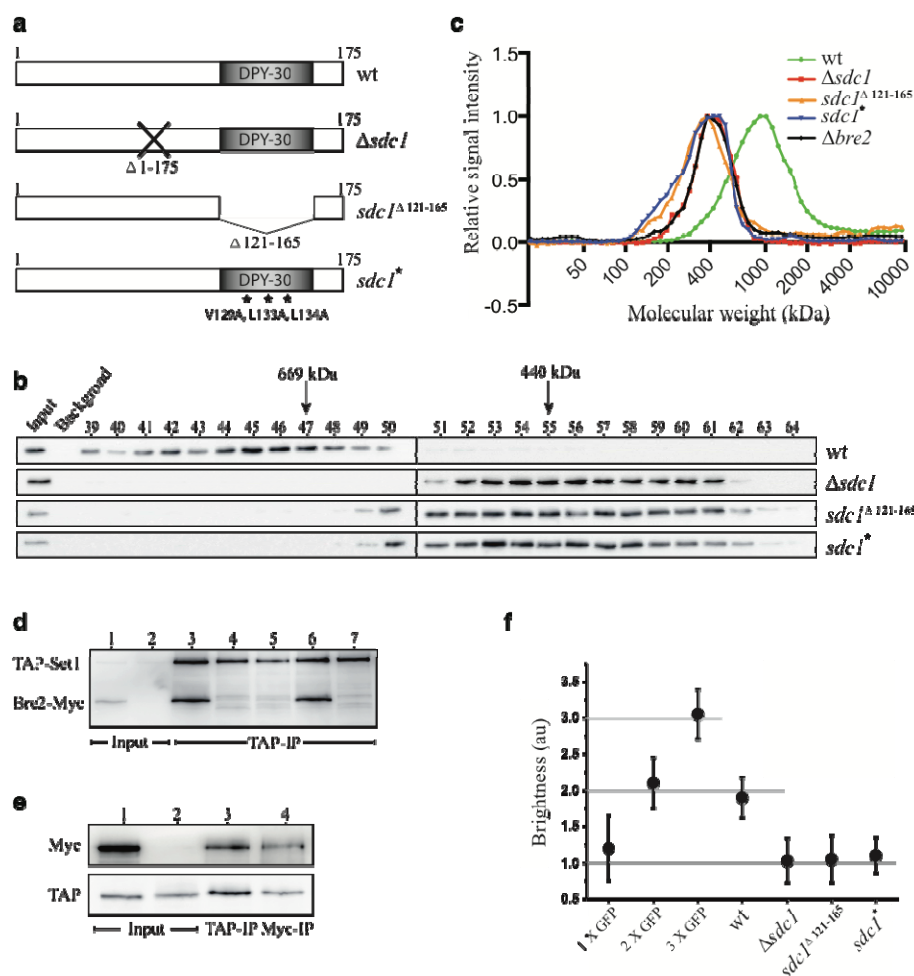 a
1
175
DPY-30
wt
1
175
DPY-30
Δsdc1
Δ 1-175
175
sdc1Δ 121-165
Δ 121-165
1
175
DPY-30
sdc1*
* * *
V129A, L133A, L134A
c
Relative signal intensity
1.5
1.0
0.5
0.0
-0.5
wt
Δsdc1
sdc1Δ 121-165
sdc1*
Δbre2
50 100 200 400 1000 2000 4000 10000
Molecular weight (kDa)
b
669 kDa
440 kDa
Input Backgroud 39 40 41 42 43 44 45 46 47 48 49 50 51 52 53 54 55 56 57 58 59 60 61 62 63 64
wt
Δsdc1
sdc1Δ 121-165
sdc1*
d
1 2 3 4 5 6 7
TAP-Set1
Bre2-Myc
Input TAP-IP
e
1 2 3 4
Myc
TAP
Input TAP-IP Myc-IP
f
Brightness (au)
3.5
3.0
2.5
2.0
1.5
1.0
0.5
1 X GFP
2 X GFP
3 X GFP
wt
Δsdc1
sdc1Δ 121-165
sdc1*